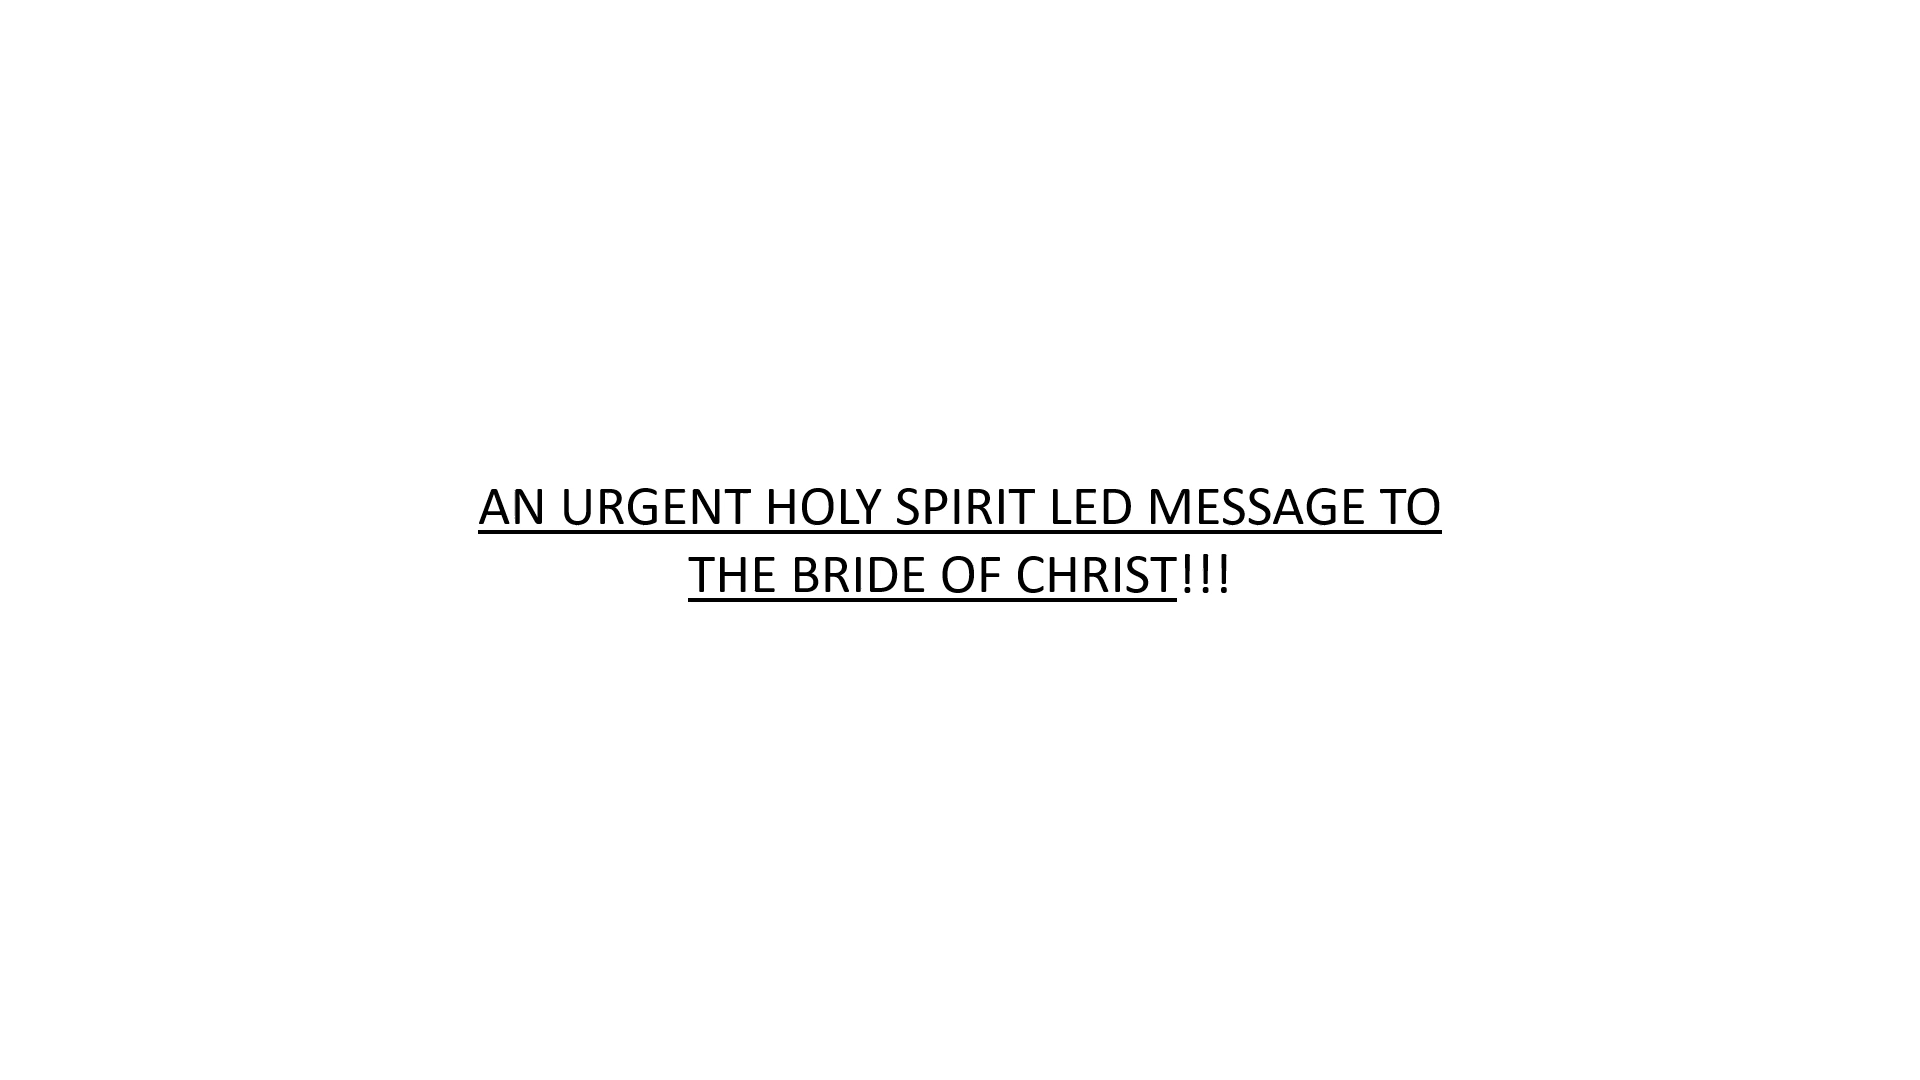 AN URGENT HOLY SPIRIT LED MESSAGE TO
THE BRIDE OF CHRIST!!!